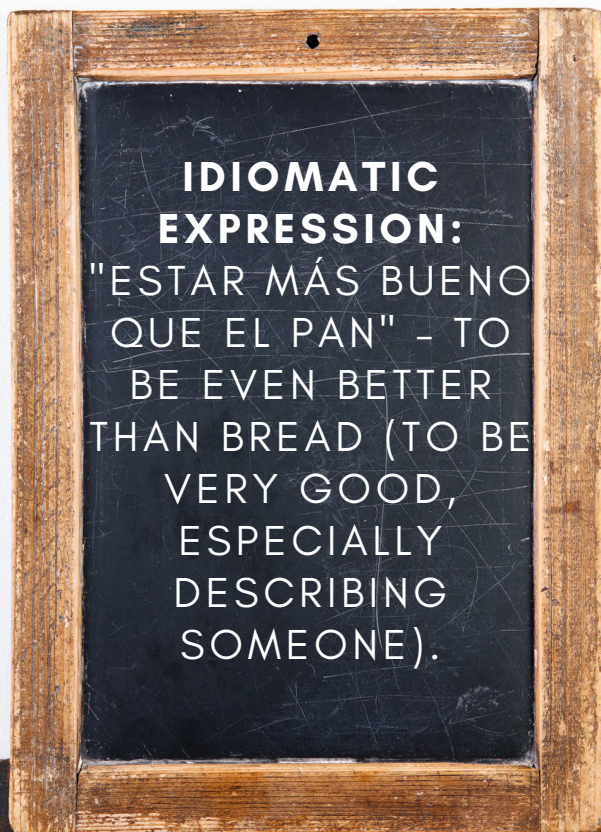 IDIOMATIC
EXPRESSION:
"ESTAR MÁS BUENO
QUE EL PAN" - TO
BE EVEN BETTER
THAN BREAD (TO BE
VERY GOOD,
ESPECIALLY
DESCRIBING
SOMEONE).